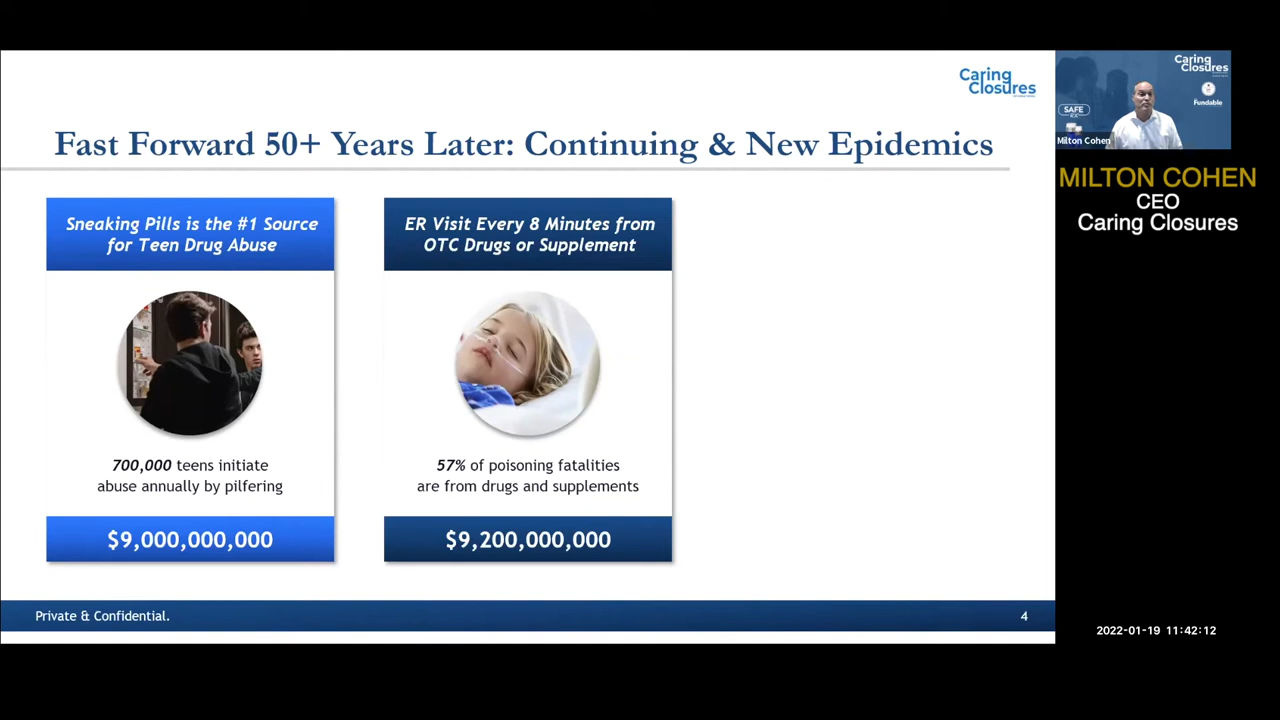 Caring
Closures
Fast Forward 50+ Years Later: Continuing & New Epidemics
Sneaking Pills is the #1 Source
for Teen Drug Abuse
700,000 teens initiate
abuse annually by pilfering
$9,000,000,000
ER Visit Every 8 Minutes from
OTC Drugs or Supplement
57% of poisoning fatalities
are from drugs and supplements
$9,200,000,000
Private & Confidential.
4
Caring
Closures
Fundable
SAFE
Milton Cohen
MILTON COHEN
CEO
Caring Closures
2022-01-19 11:42:12